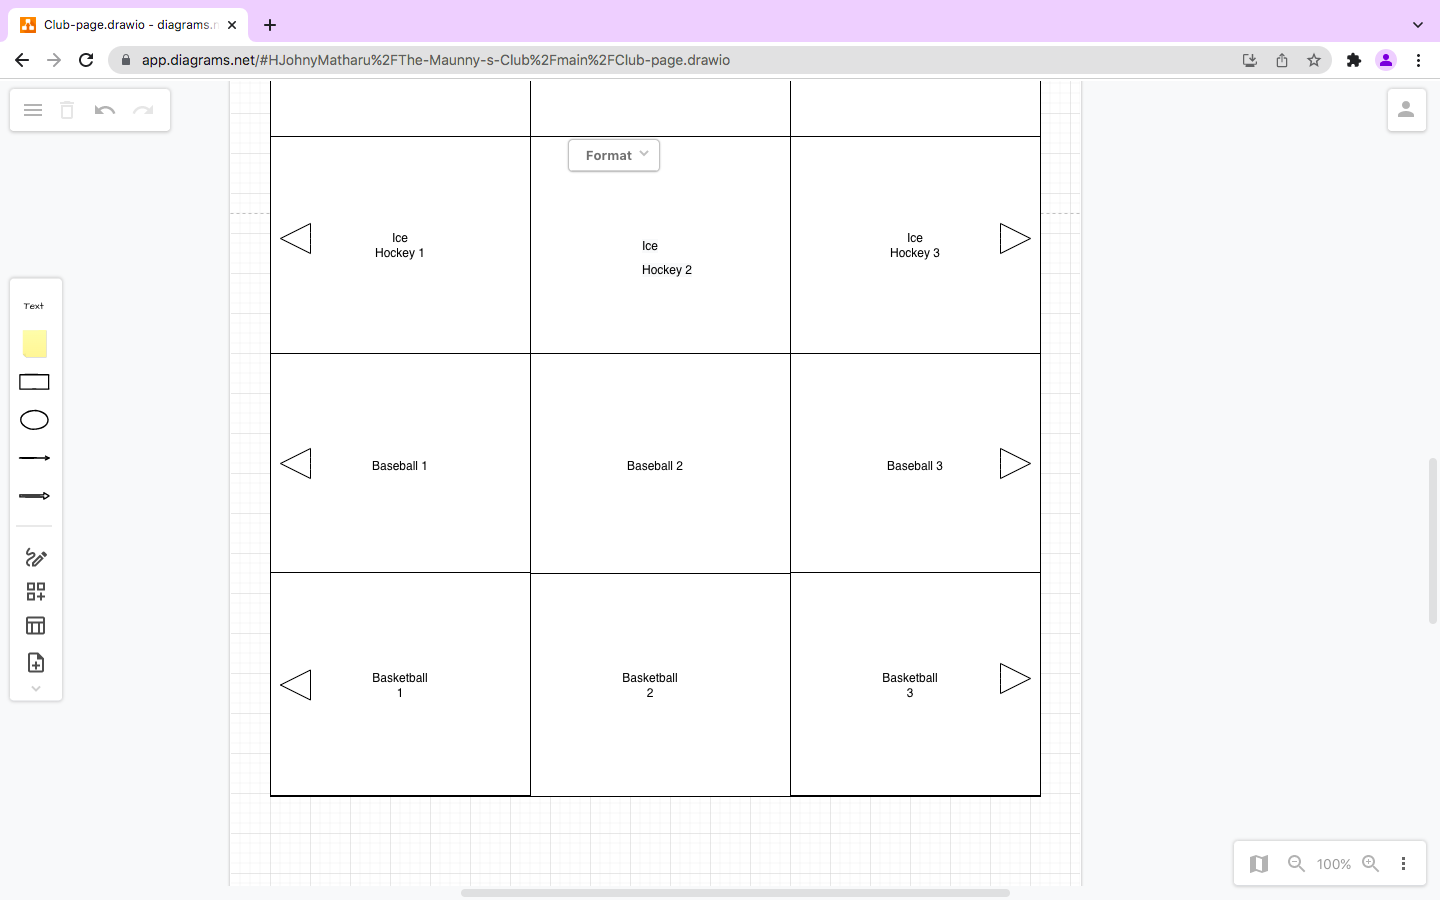 Club-page.drawio - diagrams.n
app.diagrams.net/#HJohnyMatharu%2FThe-Maunny-s-Club%2Fmain%2FClub-page.drawio
Format
Ice
Hockey 1
Ice
Hockey 2
Ice
Hockey 3
Text
Baseball 1
Baseball 2
Baseball 3
Basketball
1
Basketball
2
Basketball
3
100%